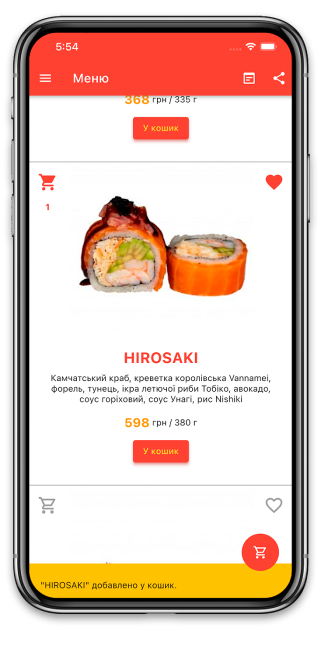 5:54
Меню
368 грн / 335 г
У кошик
1
HIROSAKI
Камчатський краб, креветка королівська Vannamei,
форель, тунець, ікра летючої риби Тобіко, авокадо,
соус горіховий, соус Унагі, рис Nishiki
598 грн / 380 г
У кошик
"HIROSAKI" добавлено у кошик.